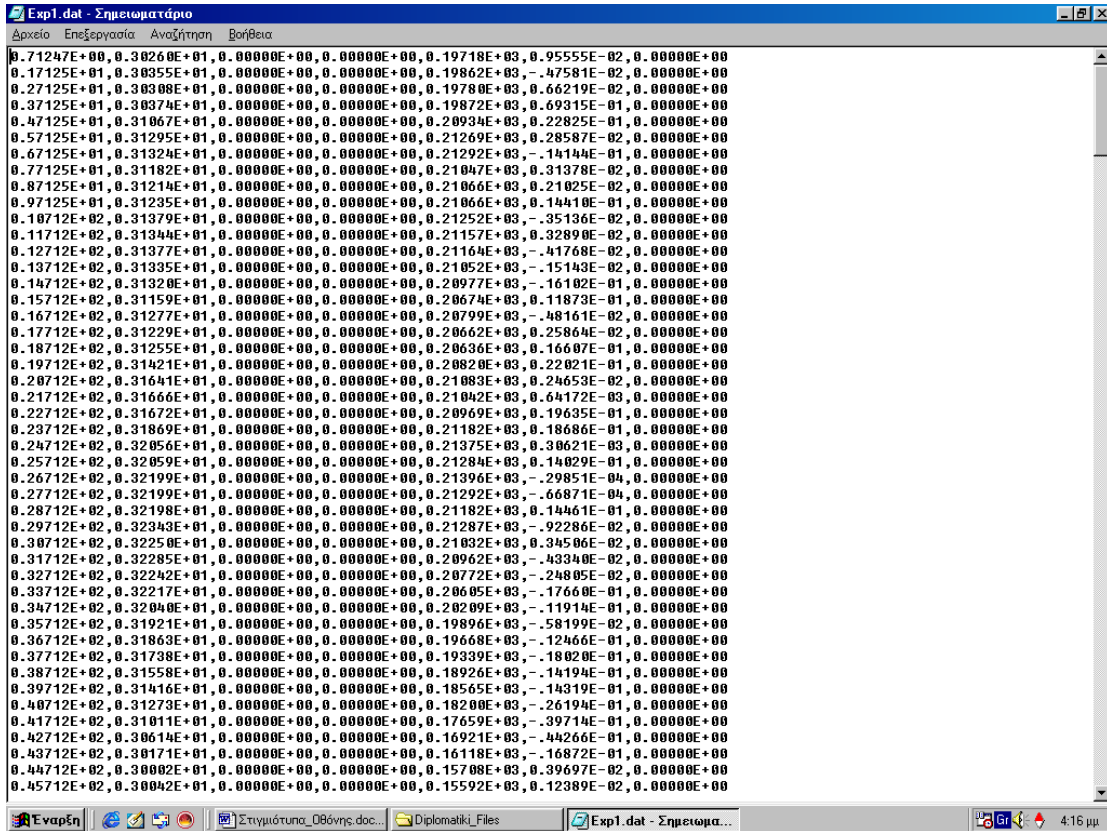 Exp1.dat - Σημειωματάριο
Αρχείο Επεξεργασία Αναζήτηση Βοήθεια
0.71247E+00,0.30260E+01,0.00000E+00,0.00000E+00,0.19718E+03,0.95555E-02,0.00000E+00
0.17125E+01,0.30355E+01,0.00000E+00,0.00000E+00,0.19862E+03,-.47581E-02,0.00000E+00
0.27125E+01,0.30308E+01,0.00000E+00,0.00000E+00,0.19780E+03,0.66219E-02,0.00000E+00
0.37125E+01,0.30374E+01,0.00000E+00,0.00000E+00,0.19872E+03,0.69315E-01,0.00000E+00
0.47125E+01,0.31067E+01,0.00000E+00,0.00000E+00,0.20934E+03,0.22825E-01,0.00000E+00
0.57125E+01,0.31295E+01,0.00000E+00,0.00000E+00,0.21269E+03,0.28587E-02,0.00000E+00
0.67125E+01,0.31324E+01,0.00000E+00,0.00000E+00,0.21292E+03,-.14144E-01,0.00000E+00
0.77125E+01,0.31182E+01,0.00000E+00,0.00000E+00,0.21047E+03,0.31378E-02,0.00000E+00
0.87125E+01,0.31214E+01,0.00000E+00,0.00000E+00,0.21066E+03,0.21025E-02,0.00000E+00
0.97125E+01,0.31235E+01,0.00000E+00,0.00000E+00,0.21066E+03,0.14410E-01,0.00000E+00
0.10712E+02,0.31379E+01,0.00000E+00,0.00000E+00,0.21252E+03,-.35136E-02,0.00000E+00
0.11712E+02,0.31344E+01,0.00000E+00,0.00000E+00,0.21157E+03,0.32890E-02,0.00000E+00
0.12712E+02,0.31377E+01,0.00000E+00,0.00000E+00,0.21164E+03,-.41768E-02,0.00000E+00
0.13712E+02,0.31335E+01,0.00000E+00,0.00000E+00,0.21052E+03,-.15143E-02,0.00000E+00
0.14712E+02,0.31320E+01,0.00000E+00,0.00000E+00,0.20977E+03,-.16102E-01,0.00000E+00
0.15712E+02,0.31159E+01,0.00000E+00,0.00000E+00,0.20674E+03,0.11873E-01,0.00000E+00
0.16712E+02,0.31277E+01,0.00000E+00,0.00000E+00,0.20799E+03,-.48161E-02,0.00000E+00
0.17712E+02,0.31229E+01,0.00000E+00,0.00000E+00,0.20662E+03,0.25864E-02,0.00000E+00
0.18712E+02,0.31255E+01,0.00000E+00,0.00000E+00,0.20636E+03,0.16607E-01,0.00000E+00
0.19712E+02,0.31421E+01,0.00000E+00,0.00000E+00,0.20820E+03,0.22021E-01,0.00000E+00
0.20712E+02,0.31641E+01,0.00000E+00,0.00000E+00,0.21083E+03,0.24653E-02,0.00000E+00
0.21712E+02,0.31666E+01,0.00000E+00,0.00000E+00,0.21042E+03,0.64172E-03,0.00000E+00
0.22712E+02,0.31672E+01,0.00000E+00,0.00000E+00,0.20969E+03,0.19635E-01,0.00000E+00
0.23712E+02,0.31869E+01,0.00000E+00,0.00000E+00,0.21182E+03,0.18686E-01,0.00000E+00
0.24712E+02,0.32056E+01,0.00000E+00,0.00000E+00,0.21375E+03,0.30621E-03,0.00000E+00
0.25712E+02,0.32059E+01,0.00000E+00,0.00000E+00,0.21284E+03,0.14029E-01,0.00000E+00
0.26712E+02,0.32199E+01,0.00000E+00,0.00000E+00,0.21396E+03,-.29851E-04,0.00000E+00
0.27712E+02,0.32199E+01,0.00000E+00,0.00000E+00,0.21292E+03,-.66871E-04,0.00000E+00
0.28712E+02,0.32198E+01,0.00000E+00,0.00000E+00,0.21182E+03,0.14461E-01,0.00000E+00
0.29712E+02,0.32343E+01,0.00000E+00,0.00000E+00,0.21287E+03,-.92286E-02,0.00000E+00
0.30712E+02,0.32250E+01,0.00000E+00,0.00000E+00,0.21032E+03,0.34506E-02,0.00000E+00
0.31712E+02,0.32285E+01,0.00000E+00,0.00000E+00,0.20962E+03,-.43340E-02,0.00000E+00
0.32712E+02,0.32242E+01,0.00000E+00,0.00000E+00,0.20772E+03,-.24805E-02,0.00000E+00
0.33712E+02,0.32217E+01,0.00000E+00,0.00000E+00,0.20605E+03,-.17660E-01,0.00000E+00
0.34712E+02,0.32040E+01,0.00000E+00,0.00000E+00,0.20209E+03,-.11914E-01,0.00000E+00
0.35712E+02,0.31921E+01,0.00000E+00,0.00000E+00,0.19896E+03,-.58199E-02,0.00000E+00
0.36712E+02,0.31863E+01,0.00000E+00,0.00000E+00,0.19668E+03,-.12466E-01,0.00000E+00
0.37712E+02,0.31738E+01,0.00000E+00,0.00000E+00,0.19339E+03,-.18020E-01,0.00000E+00
0.38712E+02,0.31558E+01,0.00000E+00,0.00000E+00,0.18926E+03,-.14194E-01,0.00000E+00
0.39712E+02,0.31416E+01,0.00000E+00,0.00000E+00,0.18565E+03,-.14319E-01,0.00000E+00
0.40712E+02,0.31273E+01,0.00000E+00,0.00000E+00,0.18200E+03,-.26194E-01,0.00000E+00
0.41712E+02,0.31011E+01,0.00000E+00,0.00000E+00,0.17659E+03,-.39714E-01,0.00000E+00
0.42712E+02,0.30614E+01,0.00000E+00,0.00000E+00,0.16921E+03,-.44266E-01,0.00000E+00
0.43712E+02,0.30171E+01,0.00000E+00,0.00000E+00,0.16118E+03,-.16872E-01,0.00000E+00
0.44712E+02,0.30002E+01,0.00000E+00,0.00000E+00,0.15708E+03,0.39697E-02,0.00000E+00
0.45712E+02,0.30042E+01,0.00000E+00,0.00000E+00,0.15592E+03,0.12389E-01,0.00000E+00
Έναρξη Στιγμιότυπα_Οθόνης.doc... Diplomatiki_Files Exp1.dat - Σημειωμα... Gr 4:16 μμ